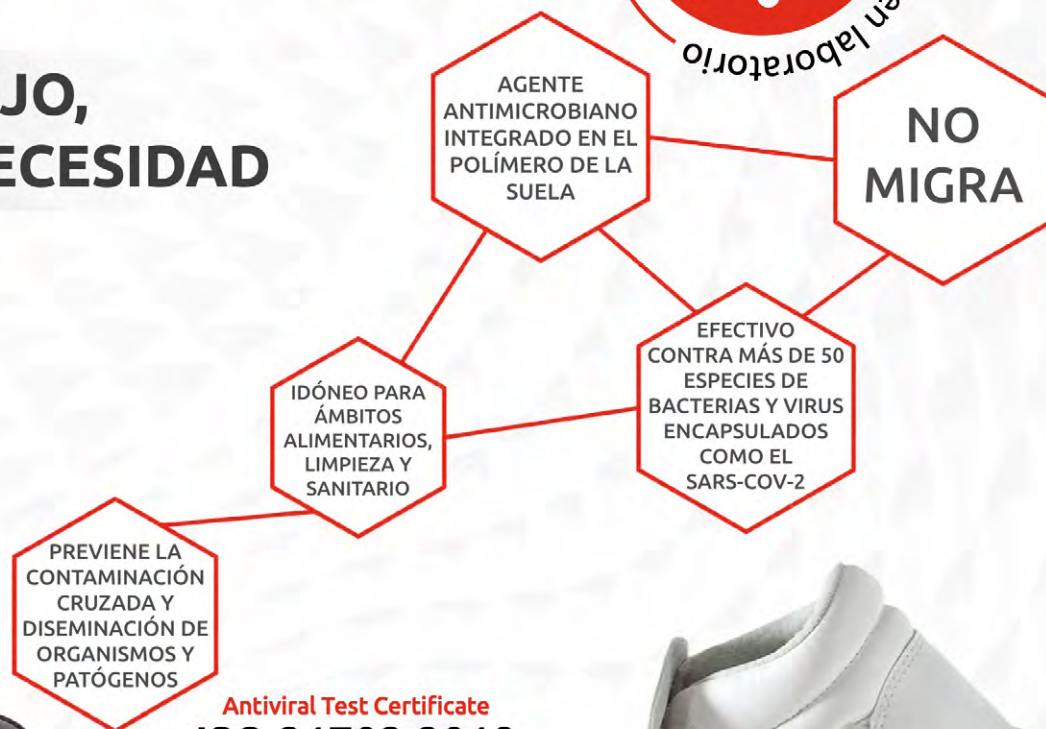 en laboratorio
JO,
ECESIDAD
AGENTE
ANTIMICROBIANO
INTEGRADO EN EL
POLÍMERO DE LA
SUELA
NO
MIGRA
EFECTIVO
CONTRA MÁS DE 50
ESPECIES DE
BACTERIAS Y VIRUS
ENCAPSULADOS
COMO EL
SARS-COV-2
IDÓNEO PARA
ÁMBITOS
ALIMENTARIOS,
LIMPIEZA Y
SANITARIO
PREVIENE LA
CONTAMINACIÓN
CRUZADA Y
DISEMINACIÓN DE
ORGANISMOS Y
PATÓGENOS
Antiviral Test Certificate